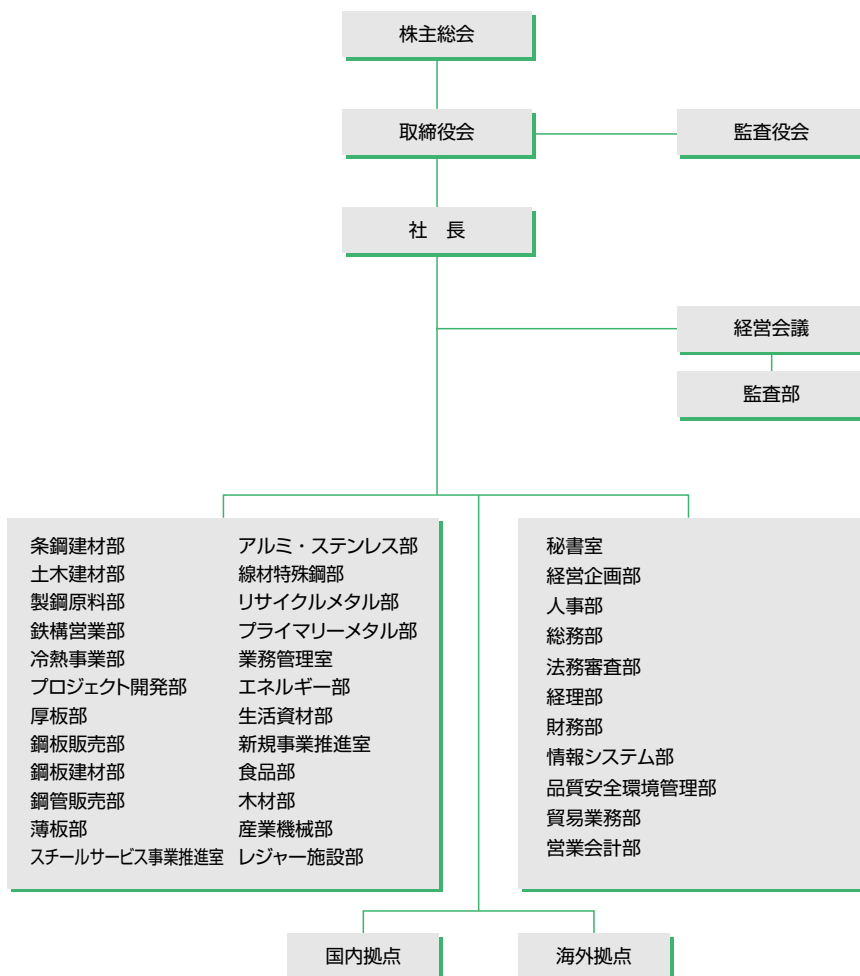 株主総会
取締役会
監査役会
社 長
経営会議
監査部
条鋼建材部
土木建材部
製鋼原料部
鉄構営業部
冷熱事業部
プロジェクト開発部
厚板部
鋼板販売部
鋼板建材部
鋼管販売部
薄板部
スチールサービス事業推進室
アルミ・ステンレス部
線材特殊鋼部
リサイクルメタル部
プライマリーメタル部
業務管理室
エネルギー部
生活資材部
新規事業推進室
食品部
木材部
産業機械部
レジャー施設部
秘書室
経営企画部
人事部
総務部
法務審査部
経理部
財務部
情報システム部
品質安全環境管理部
貿易業務部
営業会計部
国内拠点
海外拠点